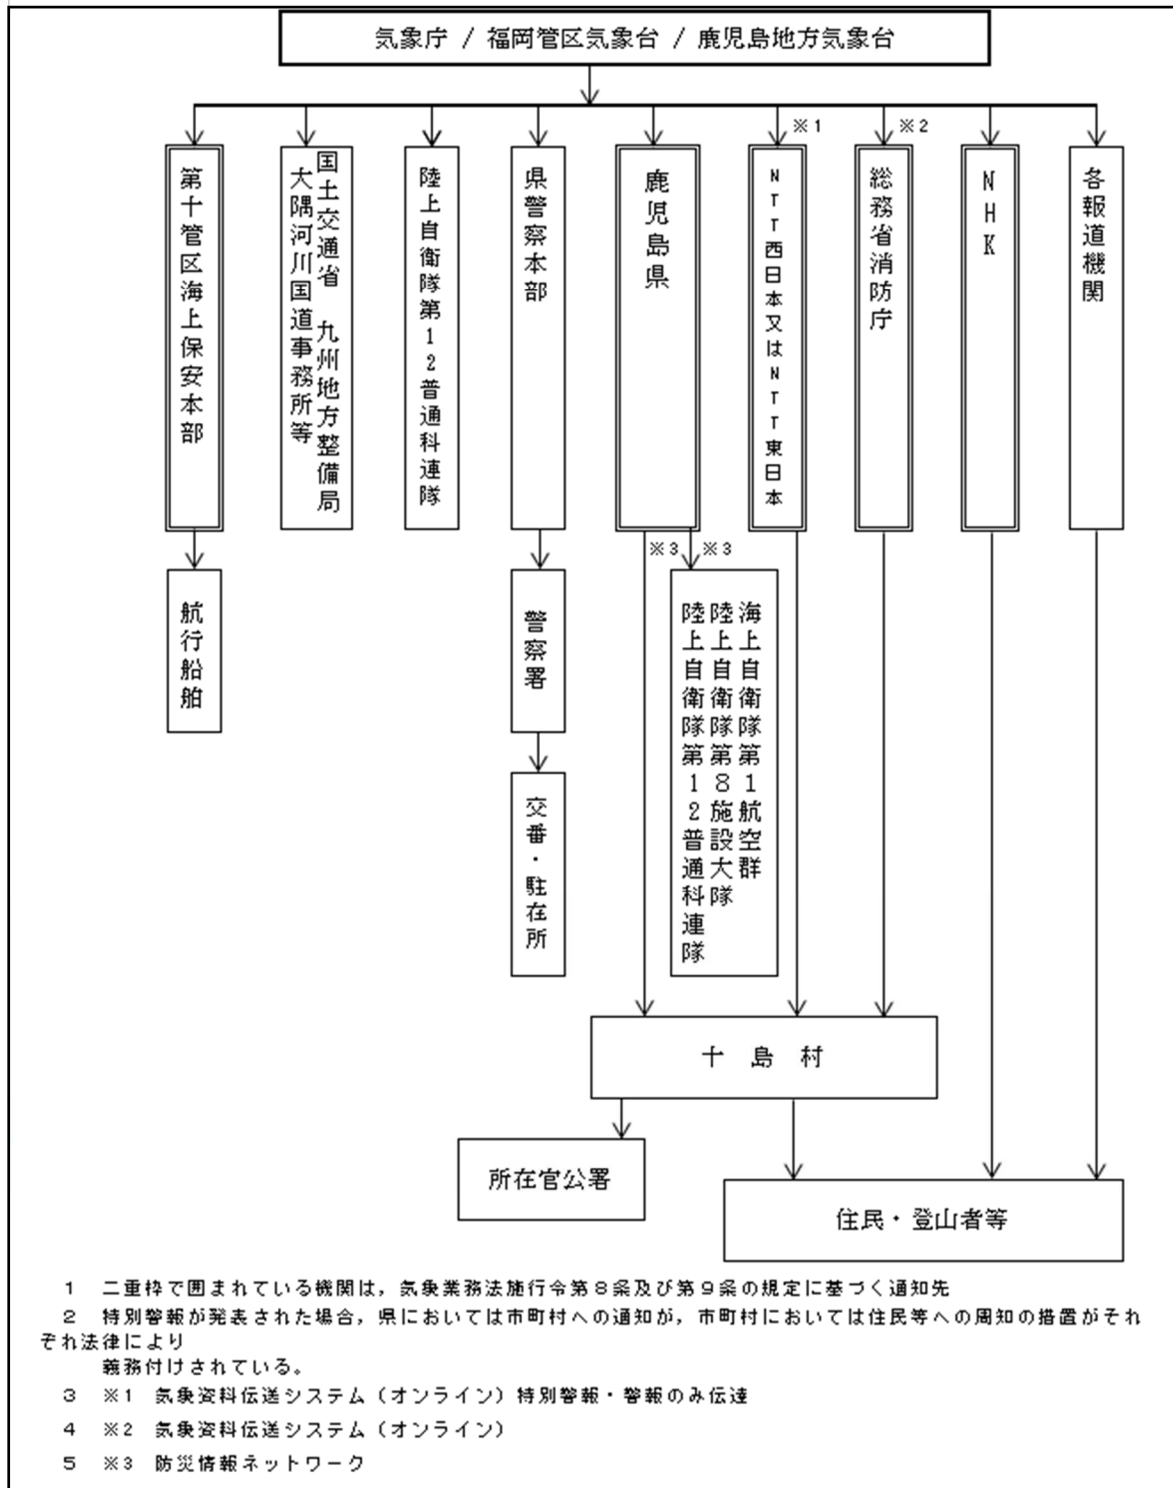 気象庁 / 福岡管区気象台 / 鹿児島地方気象台
※1
※2
第十管区海上保安本部
国土交通省 九州地方整備局
大隅河川国道事務所等
陸上自衛隊第12普通科連隊
県警察本部
鹿児島県
NTT西日本又はNTT東日本
総務省消防庁
NHK
各報道機関
※3
※3
航行船舶
警察署
海上自衛隊第1航空群
陸上自衛隊第8施設大隊
陸上自衛隊第12普通科連隊
交番・駐在所
十 島 村
所在官公署
住民・登山者等
1 二重枠で囲まれている機関は，気象業務法施行令第8条及び第9条の規定に基づく通知先
2 特別警報が発表された場合，県においては市町村への通知が，市町村においては住民等への周知の措置がそれ
ぞれ法律により
義務付けされている。
3 ※1 気象資料伝送システム（オンライン）特別警報・警報のみ伝達
4 ※2 気象資料伝送システム（オンライン）
5 ※3 防災情報ネットワーク